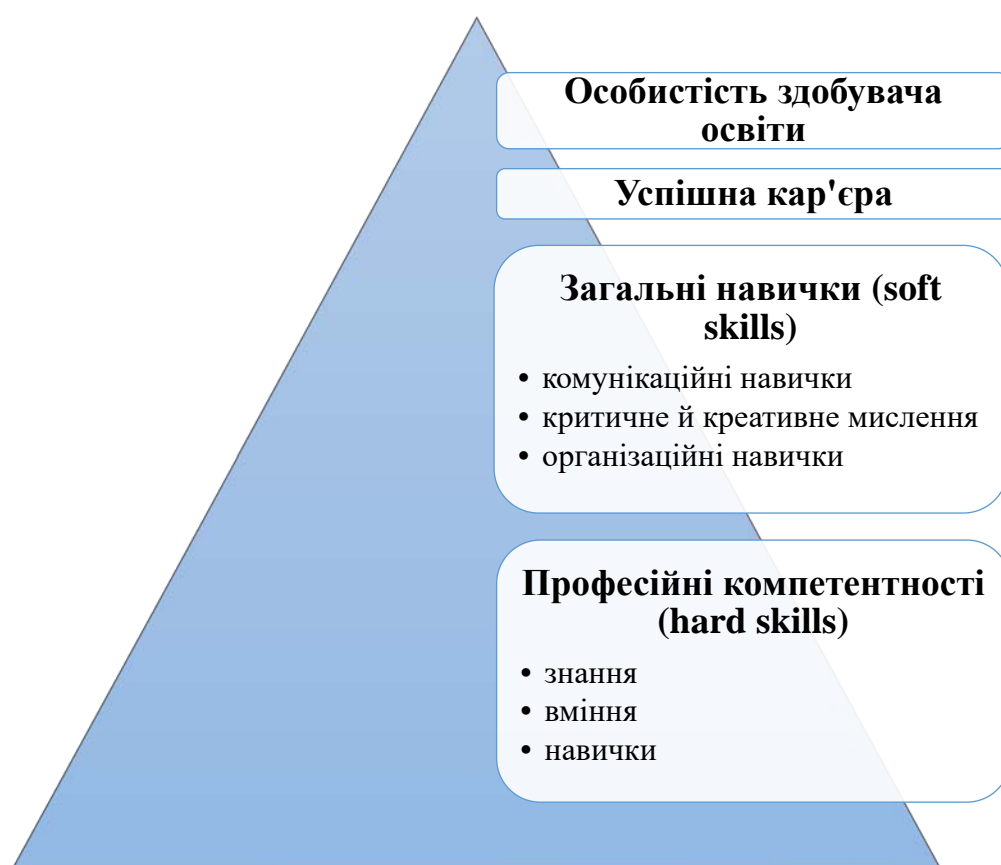 Особистість здобувача
освіти
Успішна кар'єра
Загальні навички (soft
skills)
• комунікаційні навички
• критичне й креативне мислення
• організаційні навички
Професійні компетентності
(hard skills)
• знання
• вміння
• навички